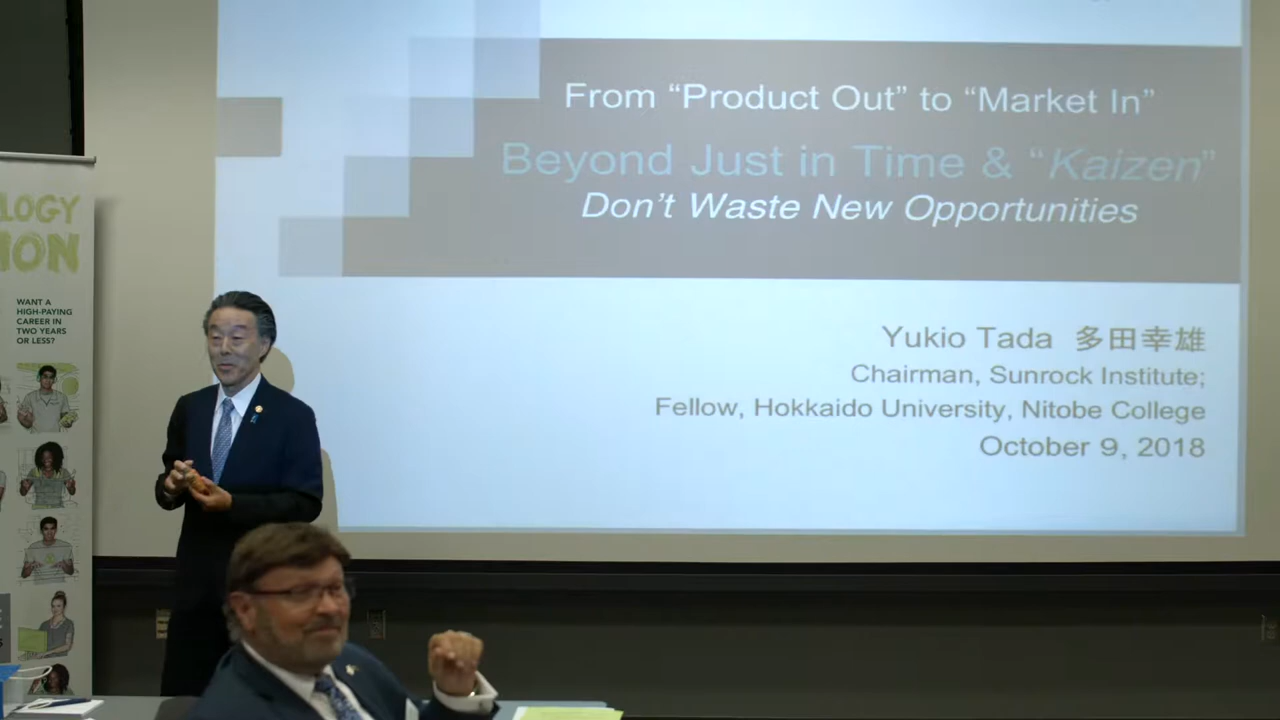 LOGY
ION
WANT A
HIGH-PAYING
CAREER IN
TWO YEARS
OR LESS?
From “Product Out” to “Market In”
Beyond Just in Time & “Kaizen”
Don’t Waste New Opportunities
Yukio Tada 多田幸雄
Chairman, Sunrock Institute;
Fellow, Hokkaido University, Nitobe College
October 9, 2018